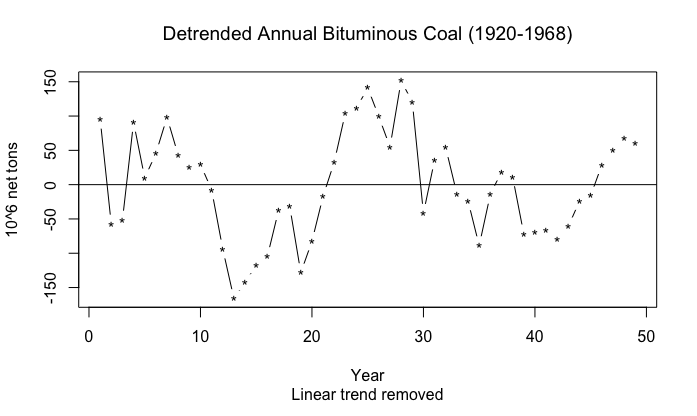 Detrended Annual Bituminous Coal (1920-1968)
10^6 net tons
150
50
0
-50
-150
0 10 20 30 40 50
Year
Linear trend removed